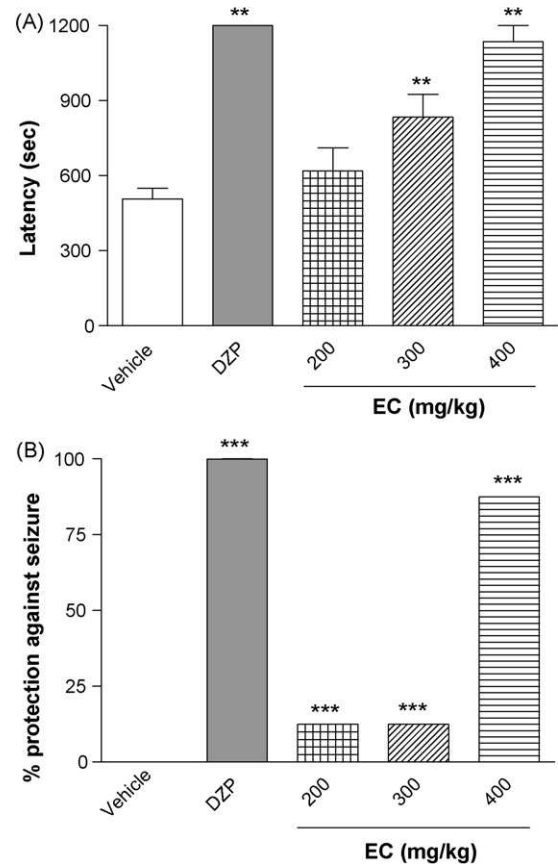 (A)
Latency (sec)
1200
900
600
300
0
**
**
**
Vehicle
DZP
200
300
400
EC (mg/kg)
(B)
% protection against seizure
100
75
50
25
0
***
***
***
***
Vehicle
DZP
200
300
400
EC (mg/kg)